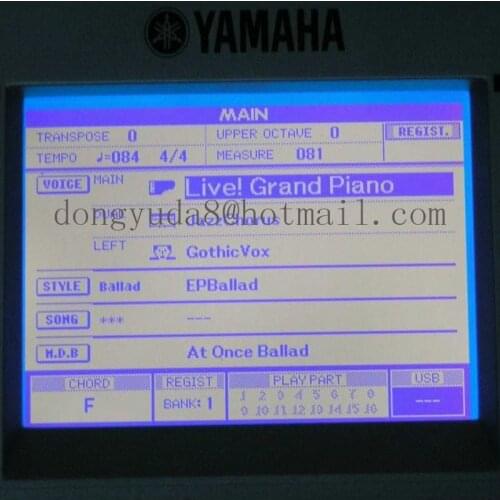 YAMAHA
MAIN
TRANSPOSE 0 UPPER OCTAVE 0 REGIST.
TEMPO ♩=084 4/4 MEASURE 081
VOICE MAIN Live! Grand Piano
dongyuda8@hotmail.com
DUAL JazzChorus
LEFT GothicVox
STYLE Ballad EPBallad
SONG *** ---
M.D.B At Once Ballad
CHORD REGIST PLAY PART USB
F BANK: 1 1 2 3 4 5 6 7 8 ---
9 10 11 12 13 14 15 16